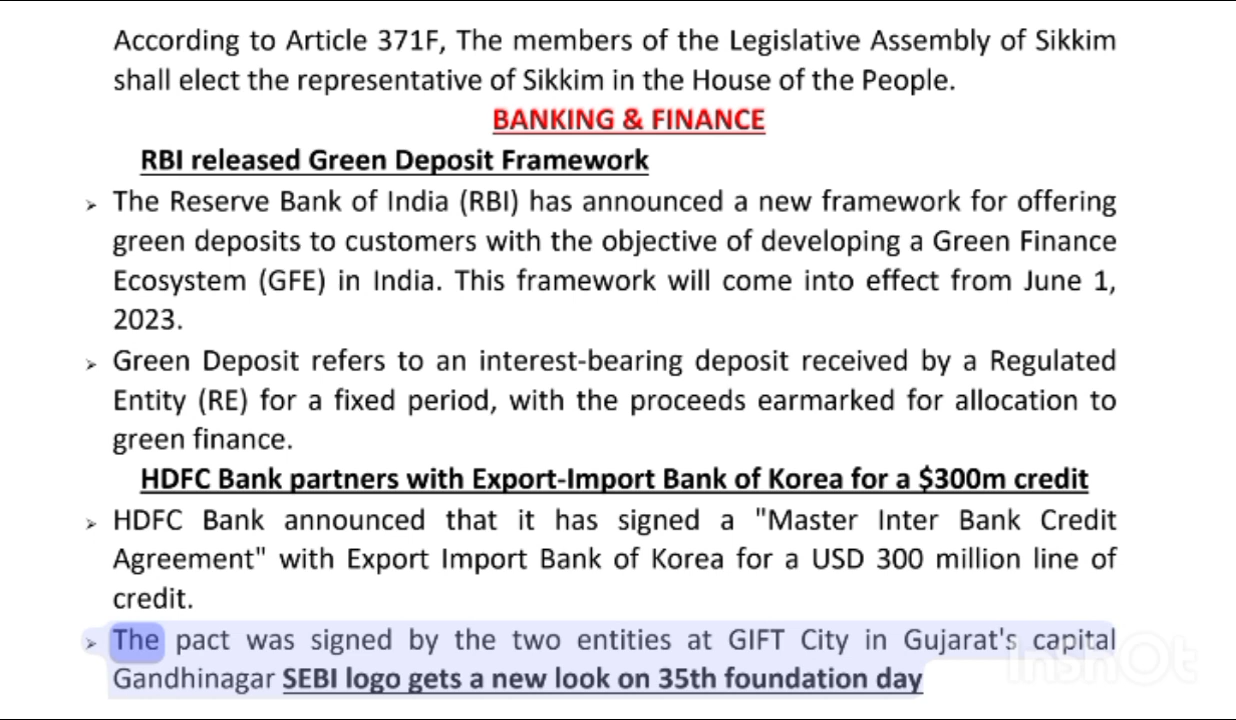 According to Article 371F, The members of the Legislative Assembly of Sikkim
shall elect the representative of Sikkim in the House of the People.
BANKING & FINANCE
RBI released Green Deposit Framework
➢ The Reserve Bank of India (RBI) has announced a new framework for offering
green deposits to customers with the objective of developing a Green Finance
Ecosystem (GFE) in India. This framework will come into effect from June 1,
2023.
➢ Green Deposit refers to an interest-bearing deposit received by a Regulated
Entity (RE) for a fixed period, with the proceeds earmarked for allocation to
green finance.
HDFC Bank partners with Export-Import Bank of Korea for a $300m credit
➢ HDFC Bank announced that it has signed a "Master Inter Bank Credit
Agreement" with Export Import Bank of Korea for a USD 300 million line of
credit.
➢ The pact was signed by the two entities at GIFT City in Gujarat's capital
Gandhinagar SEBI logo gets a new look on 35th foundation day
InShOt